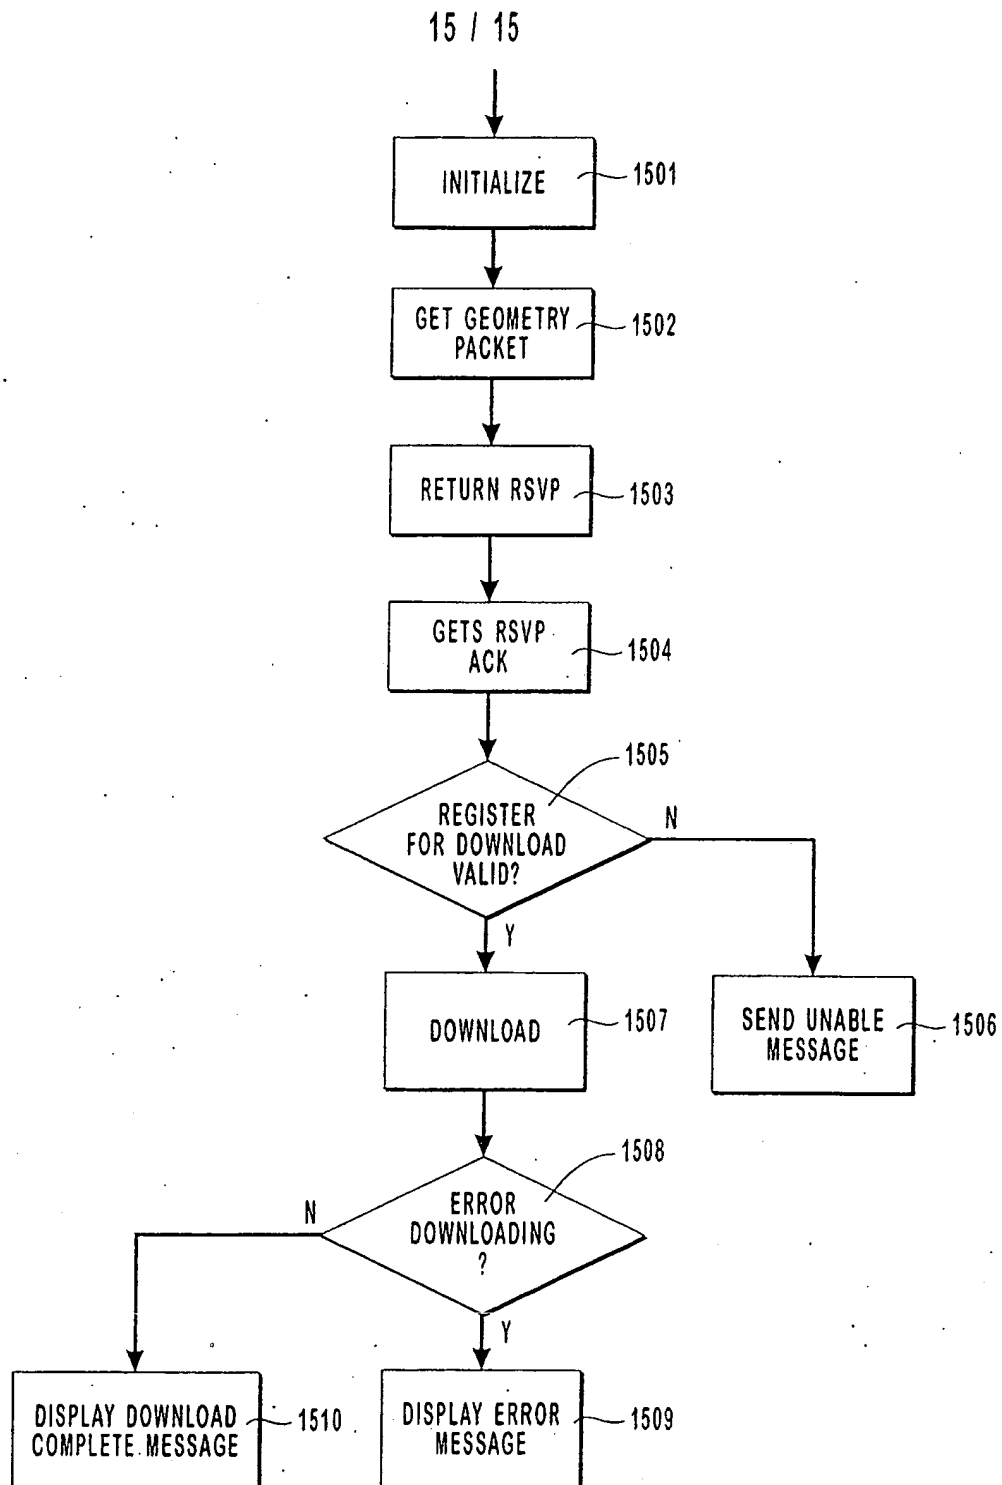 15 / 15
INITIALIZE
1501
GET GEOMETRY
PACKET
1502
RETURN RSVP
1503
GETS RSVP
ACK
1504
1505
REGISTER
FOR DOWNLOAD
VALID?
N
Y
DOWNLOAD
1507
SEND UNABLE
MESSAGE
1506
1508
ERROR
DOWNLOADING
?
N
Y
DISPLAY DOWNLOAD
COMPLETE MESSAGE
1510
DISPLAY ERROR
MESSAGE
1509